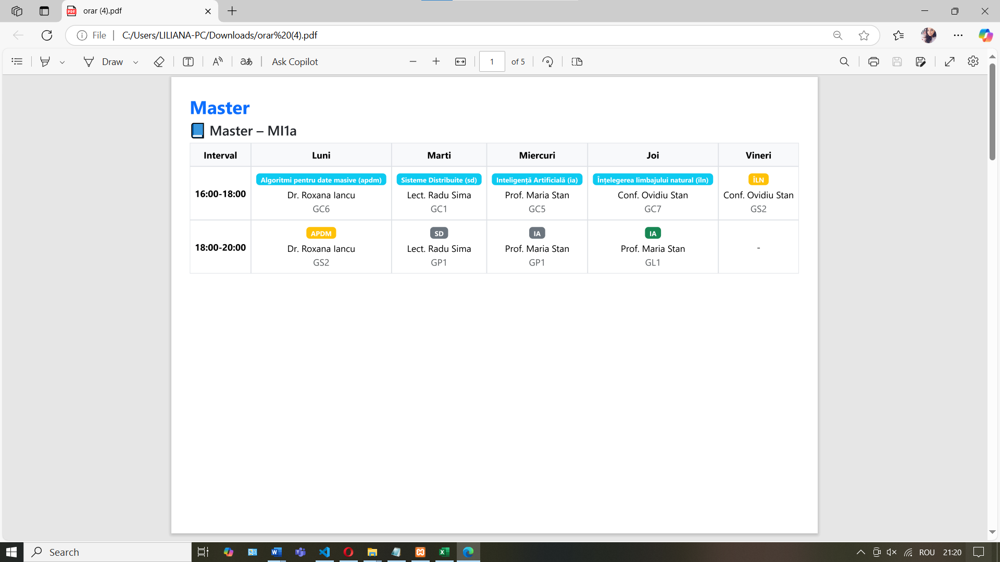 orar (4).pdf
File
C:/Users/LILIANA-PC/Downloads/orar%20(4).pdf
Draw
Ask Copilot
1 of 5
Master
Master – MI1a
Interval Luni Marti Miercuri Joi Vineri
16:00-18:00
Algoritmi pentru date masive (apdm)
Dr. Roxana Iancu
GC6
Sisteme Distribuite (sd)
Lect. Radu Sima
GC1
Inteligență Artificială (ia)
Prof. Maria Stan
GC5
Înțelegerea limbajului natural (îln)
Conf. Ovidiu Stan
GC7
ÎLN
Conf. Ovidiu Stan
GS2
18:00-20:00
APDM
Dr. Roxana Iancu
GS2
SD
Lect. Radu Sima
GP1
IA
Prof. Maria Stan
GP1
IA
Prof. Maria Stan
GL1
-
Search
ROU
21:20